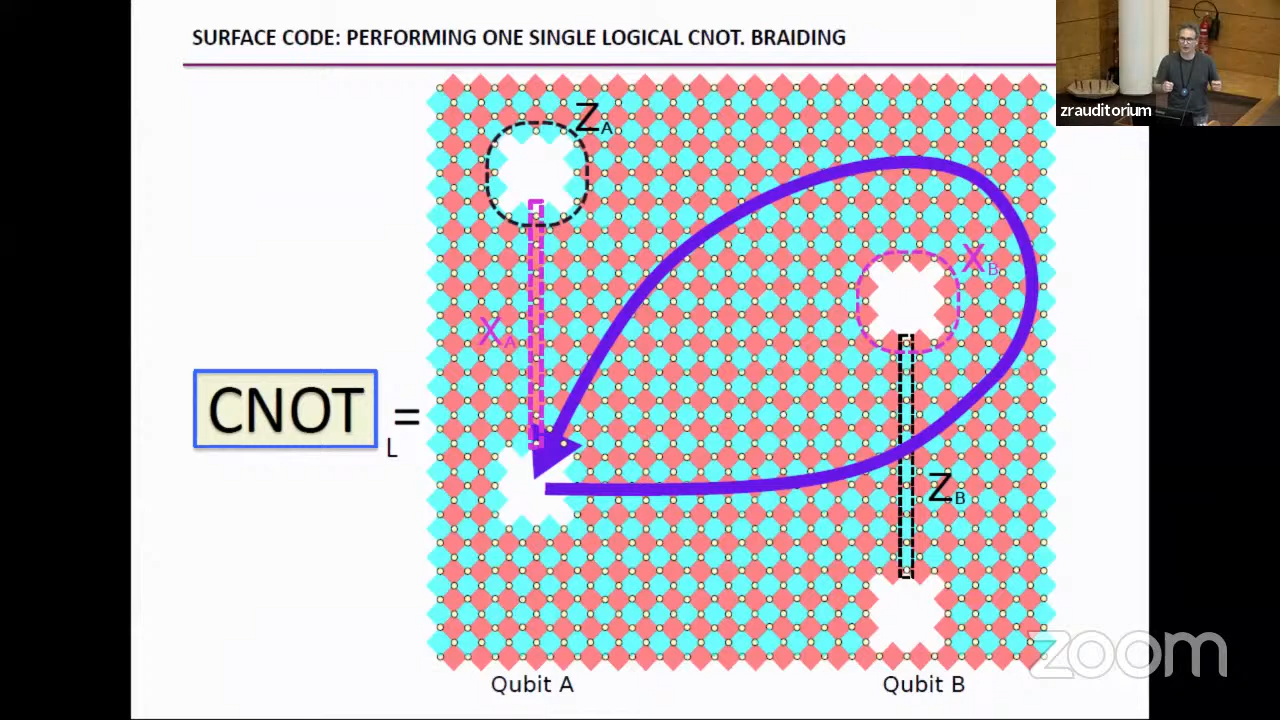 SURFACE CODE: PERFORMING ONE SINGLE LOGICAL CNOT. BRAIDING
zrauditorium
Z_A
X_B
X_A
CNOT_L =
Z_B
zoom
Qubit A
Qubit B